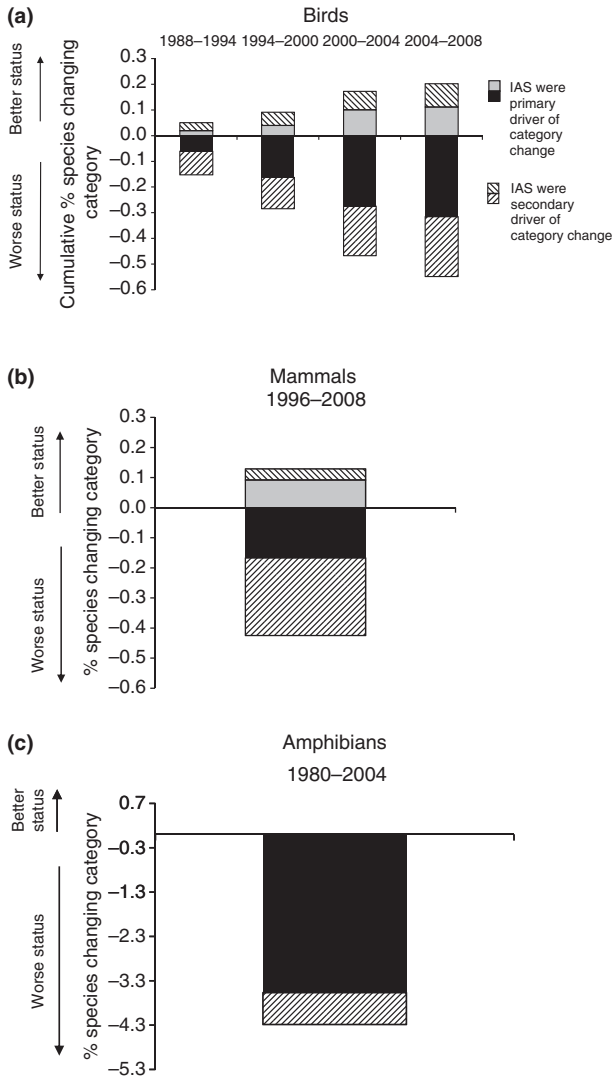 (a)
Birds
1988–1994 1994–2000 2000–2004 2004–2008
Better status
Worse status
Cumulative % species changing
category
0.3
0.2
0.1
0.0
–0.1
–0.2
–0.3
–0.4
–0.5
–0.6
IAS were
primary
driver of
category
change
IAS were
secondary
driver of
category change
(b)
Mammals
1996–2008
Better status
Worse status
% species changing category
0.3
0.2
0.1
0.0
–0.1
–0.2
–0.3
–0.4
–0.5
–0.6
(c)
Amphibians
1980–2004
Better
status
Worse status
% species changing category
0.7
–0.3
–1.3
–2.3
–3.3
–4.3
–5.3